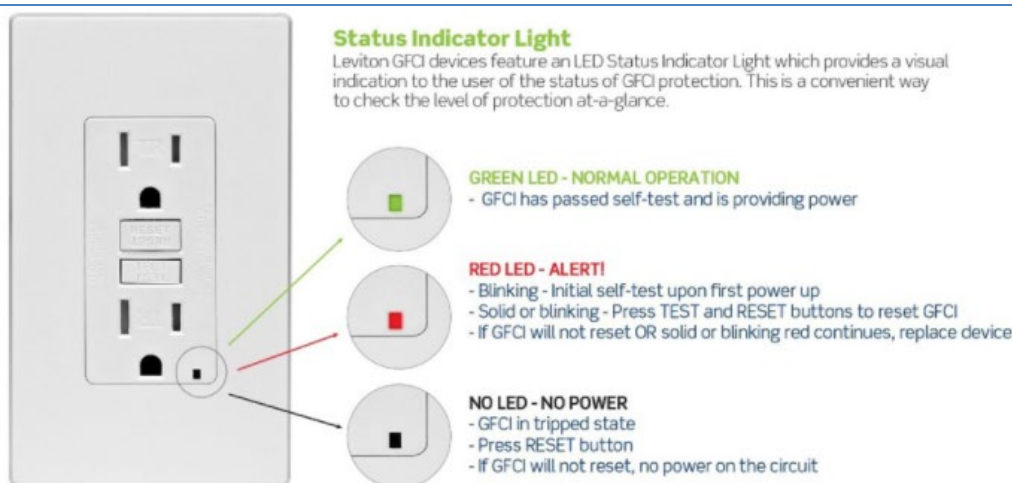 Status Indicator Light
Leviton GFCI devices feature an LED Status Indicator Light which provides a visual
indication to the user of the status of GFCI protection. This is a convenient way
to check the level of protection at-a-glance.
GREEN LED - NORMAL OPERATION
- GFCI has passed self-test and is providing power
RED LED - ALERT!
- Blinking - Initial self-test upon first power up
- Solid or blinking - Press TEST and RESET buttons to reset GFCI
- If GFCI will not reset OR solid or blinking red continues, replace device
NO LED - NO POWER
- GFCI in tripped state
- Press RESET button
- If GFCI will not reset, no power on the circuit